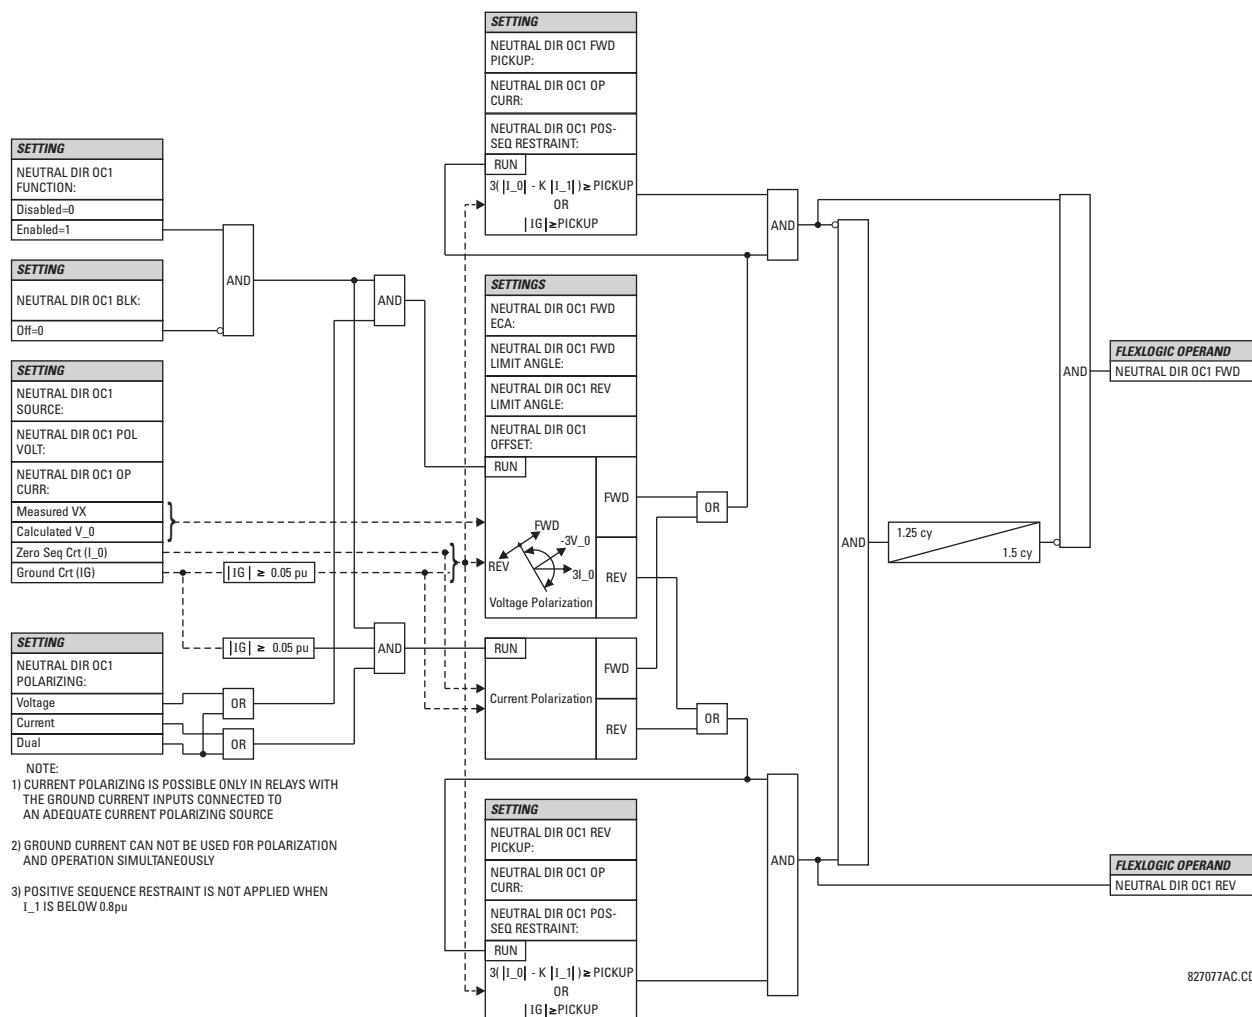 SETTING
NEUTRAL DIR OC1
FUNCTION:
Disabled=0
Enabled=1
SETTING
NEUTRAL DIR OC1 BLK:
Off=0
SETTING
NEUTRAL DIR OC1
SOURCE:
NEUTRAL DIR OC1 POL
VOLT:
NEUTRAL DIR OC1 OP
CURR:
Measured VX
Calculated V_0
Zero Seq Crt (I_0)
Ground Crt (IG)
SETTING
NEUTRAL DIR OC1
POLARIZING:
Voltage
Current
Dual
NOTE:
1) CURRENT POLARIZING IS POSSIBLE ONLY IN RELAYS WITH
THE GROUND CURRENT INPUTS CONNECTED TO
AN ADEQUATE CURRENT POLARIZING SOURCE
2) GROUND CURRENT CAN NOT BE USED FOR POLARIZATION
AND OPERATION SIMULTANEOUSLY
3) POSITIVE SEQUENCE RESTRAINT IS NOT APPLIED WHEN
I_1 IS BELOW 0.8pu
AND
AND
|IG| ≥ 0.05 pu
|IG| ≥ 0.05 pu
AND
OR
OR
SETTING
NEUTRAL DIR OC1 FWD
PICKUP:
NEUTRAL DIR OC1 OP
CURR:
NEUTRAL DIR OC1 POS-
SEQ RESTRAINT:
RUN
3( |I_0| - K |I_1| ) ≥ PICKUP
OR
|IG| ≥ PICKUP
SETTINGS
NEUTRAL DIR OC1 FWD
ECA:
NEUTRAL DIR OC1 FWD
LIMIT ANGLE:
NEUTRAL DIR OC1 REV
LIMIT ANGLE:
NEUTRAL DIR OC1
OFFSET:
RUN
FWD
FWD
-3V_0
REV
3I_0
REV
Voltage Polarization
RUN
FWD
Current Polarization
REV
SETTING
NEUTRAL DIR OC1 REV
PICKUP:
NEUTRAL DIR OC1 OP
CURR:
NEUTRAL DIR OC1 POS-
SEQ RESTRAINT:
RUN
3( |I_0| - K |I_1| ) ≥ PICKUP
OR
|IG| ≥ PICKUP
OR
OR
AND
AND
AND
1.25 cy
1.5 cy
AND
FLEXLOGIC OPERAND
NEUTRAL DIR OC1 FWD
FLEXLOGIC OPERAND
NEUTRAL DIR OC1 REV